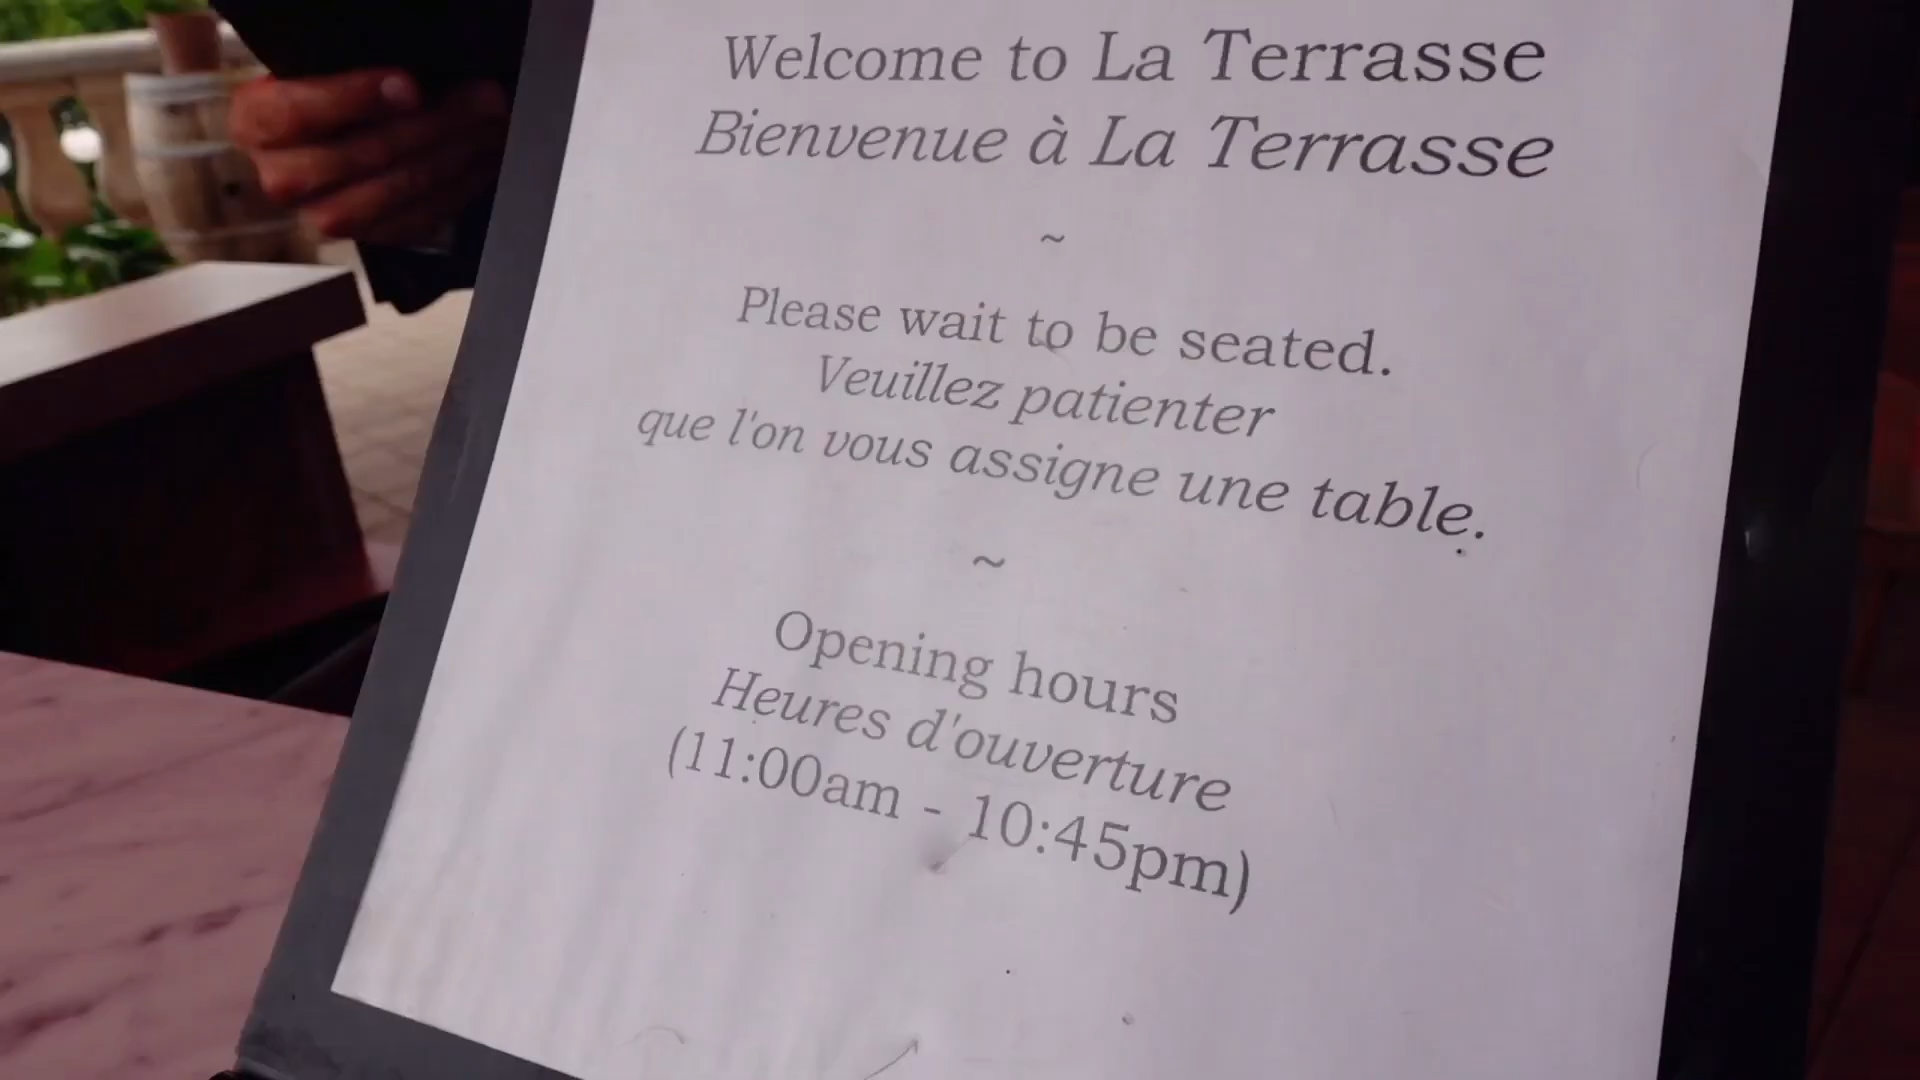 Welcome to La Terrasse
Bienvenue à La Terrasse
~
Please wait to be seated.
Veuillez patienter
que l'on vous assigne une table.
~
Opening hours
Heures d'ouverture
(11:00am - 10:45pm)